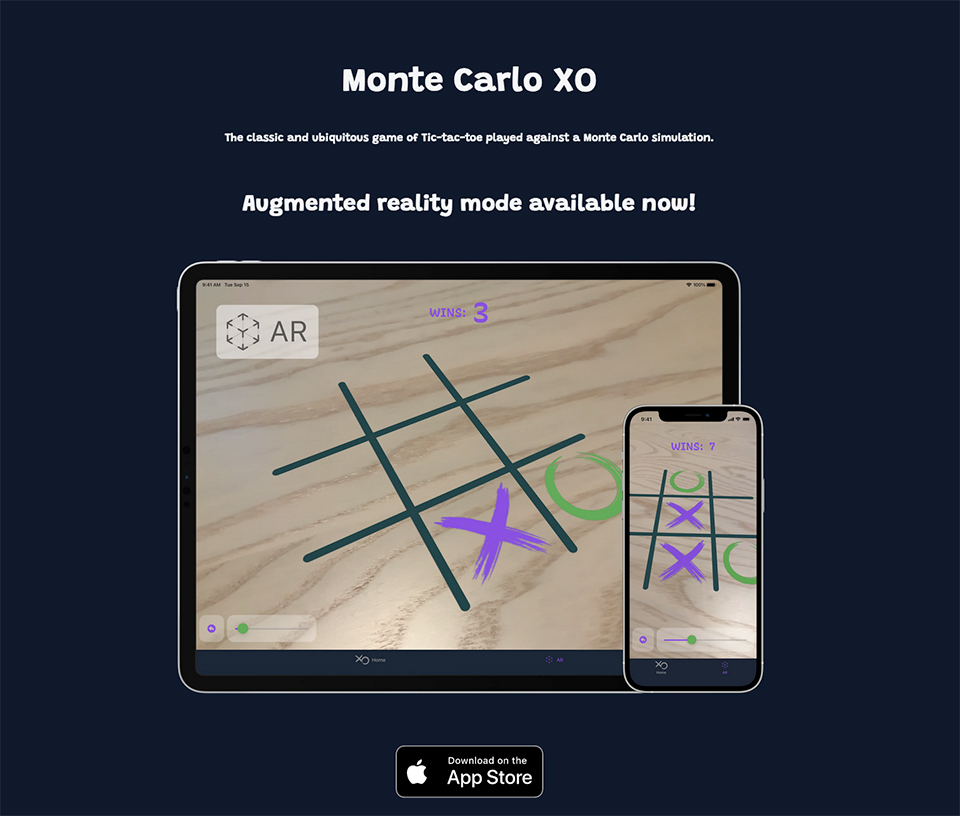 Monte Carlo XO
The classic and ubiquitous game of Tic-tac-toe played against a Monte Carlo simulation.
Augmented reality mode available now!
9:41 AM Tue Sep 15
100%
WINS: 3
AR
9:41
WINS: 7
XO Home
AR
XO
Home
AR
Download on the
App Store